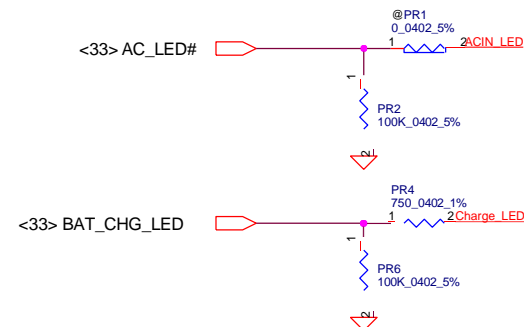 @PR1
0_0402_5%
<33> AC_LED#
1
2
ACIN_LED
1
PR2
100K_0402_5%
2
PR4
750_0402_1%
<33> BAT_CHG_LED
1
2
Charge_LED
1
PR6
100K_0402_5%
2